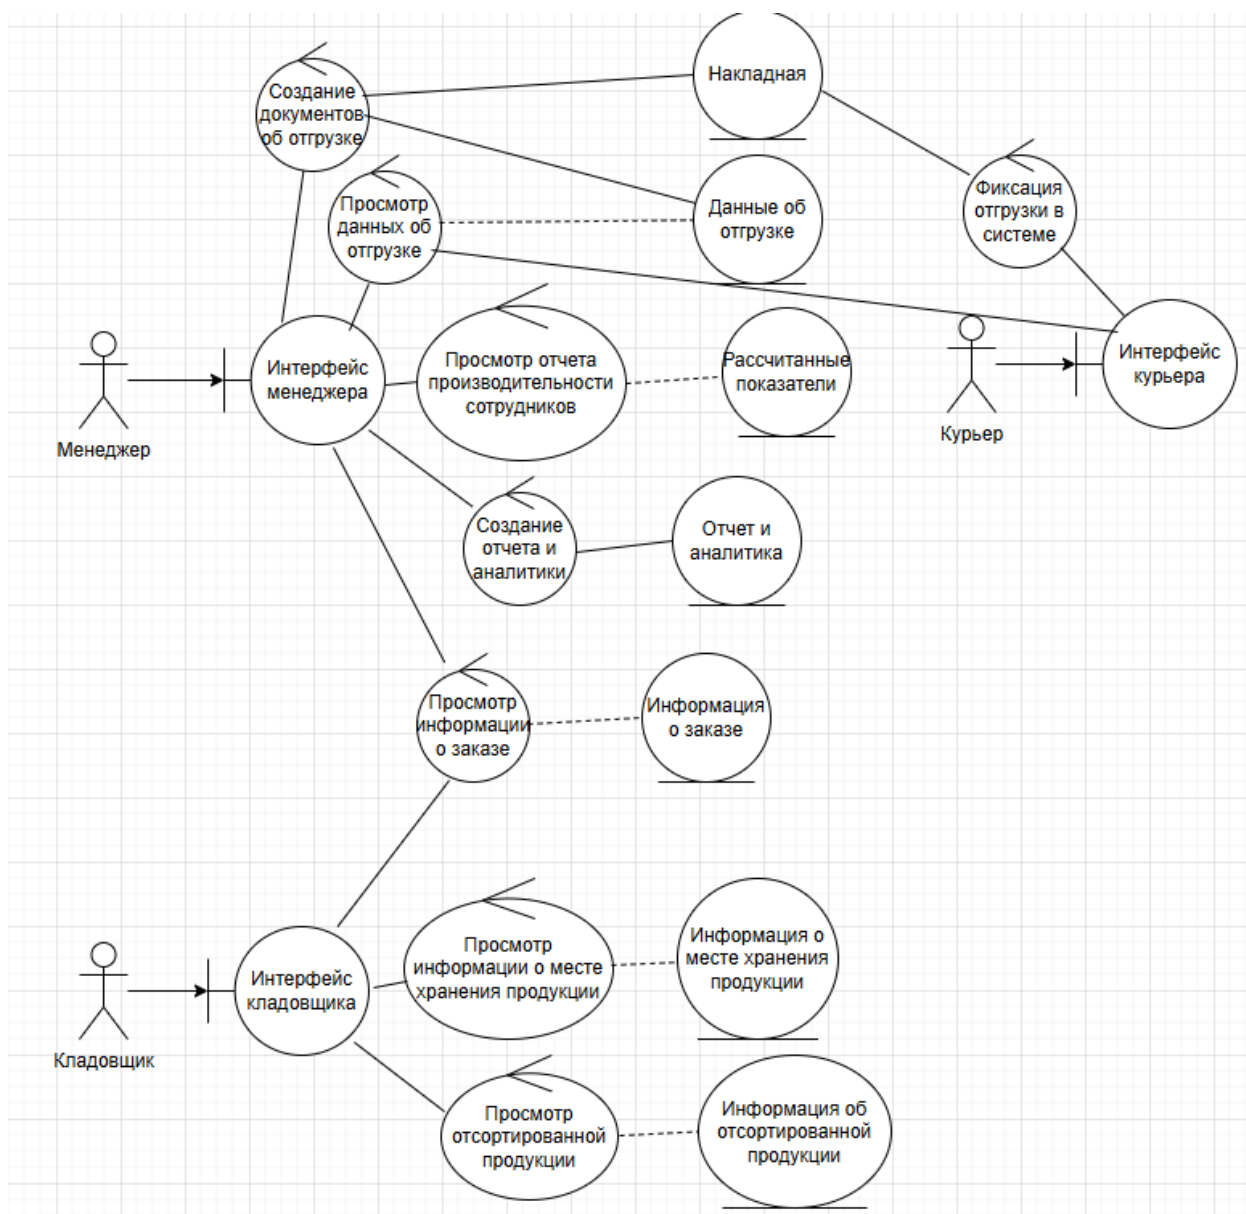 Создание
документов
об отгрузке
Накладная
Просмотр
данных об
отгрузке
Данные об
отгрузке
Фиксация
отгрузки в
системе
Менеджер
Интерфейс
менеджера
Просмотр отчета
производительности
сотрудников
Рассчитанные
показатели
Курьер
Интерфейс
курьера
Создание
отчета и
аналитики
Отчет и
аналитика
Просмотр
информации
о заказе
Информация
о заказе
Кладовщик
Интерфейс
кладовщика
Просмотр
информации о месте
хранения продукции
Информация о
месте хранения
продукции
Просмотр
отсортированной
продукции
Информация об
отсортированной
продукции